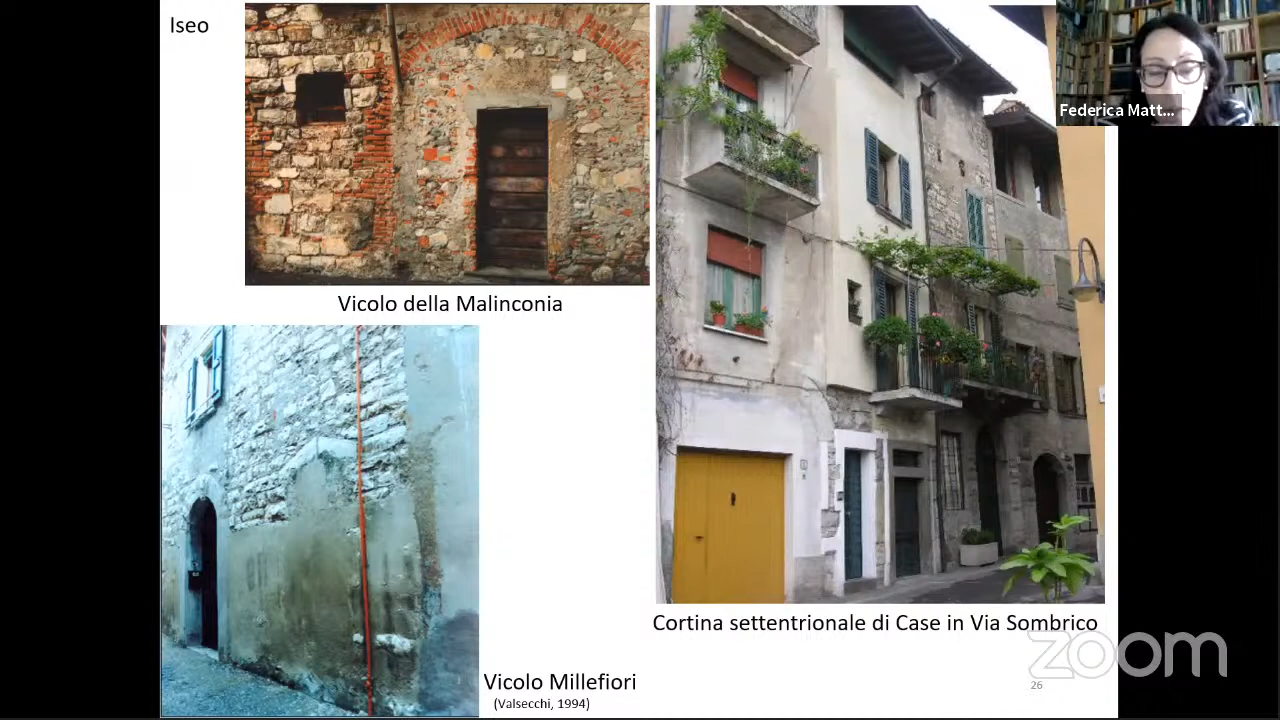 Iseo
Federica Matt...
Vicolo della Malinconia
Cortina settentrionale di Case in Via Sombrico
zoom
Vicolo Millefiori
(Valsecchi, 1994)
26